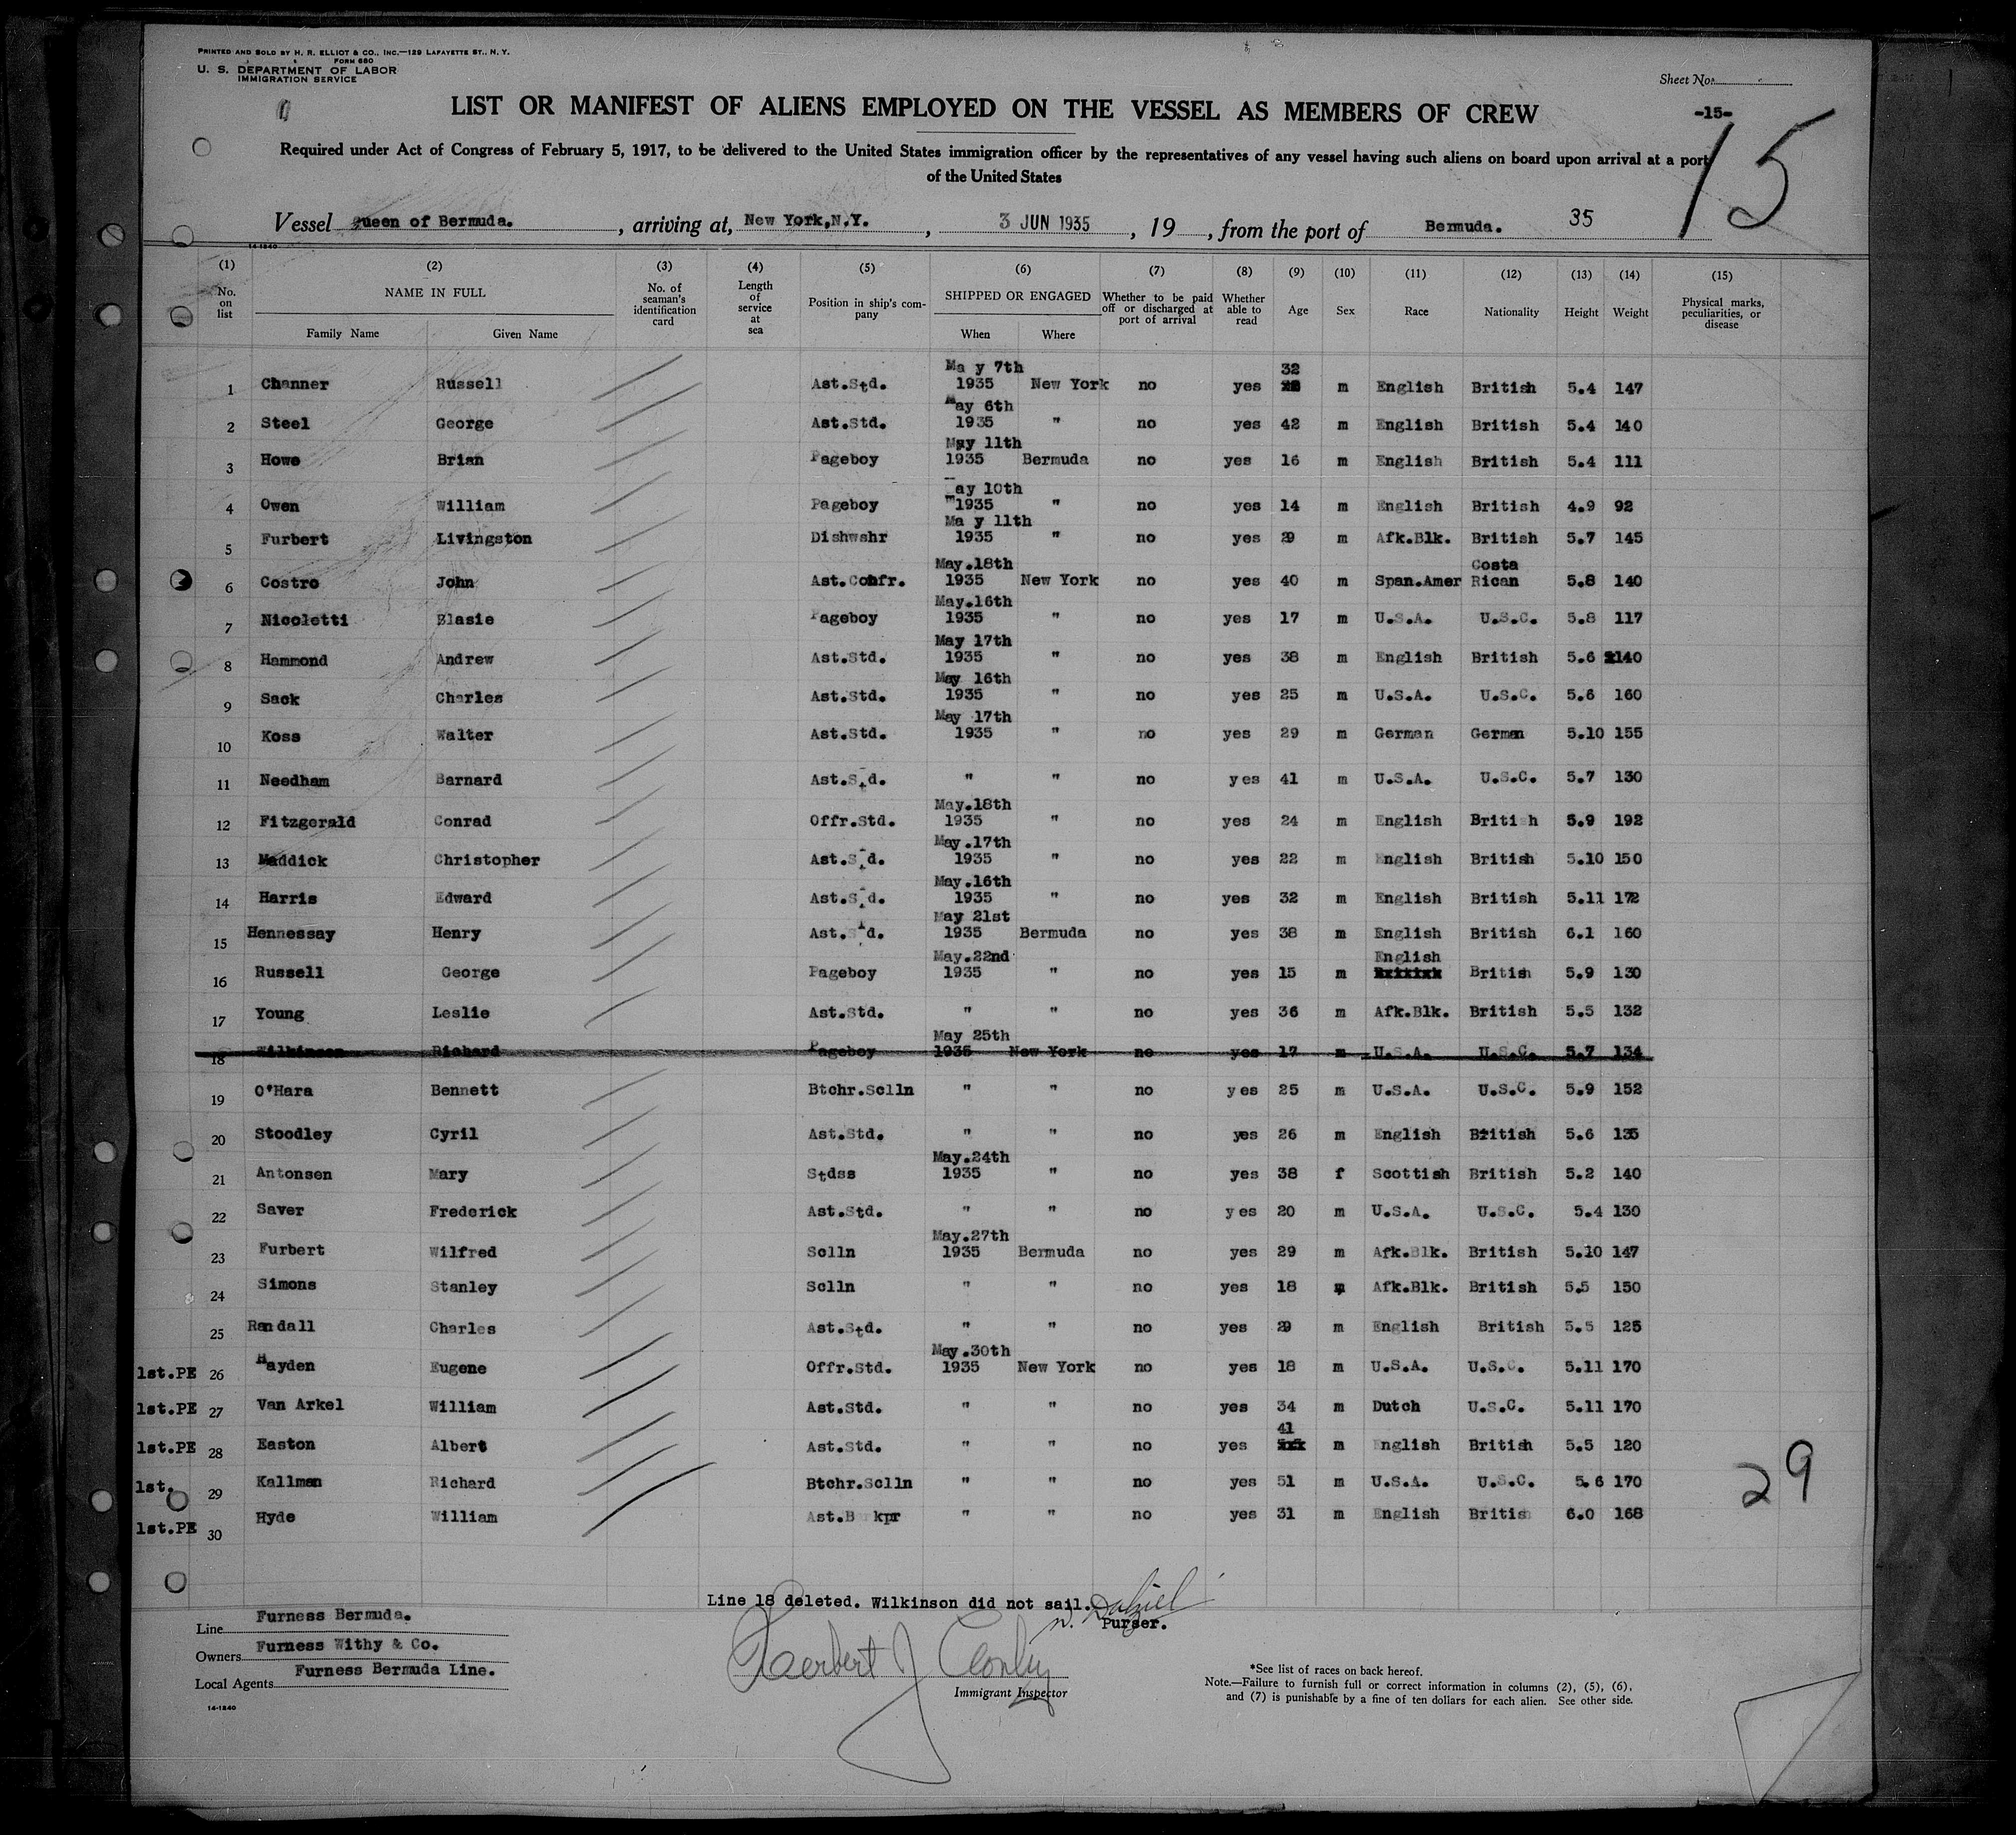 PRINTED AND SOLD BY H. R. ELLIOT & CO., INC.—129 LAFAYETTE ST., N. Y.
FORM 680
U. S. DEPARTMENT OF LABOR
IMMIGRATION SERVICE
Sheet No.
-15-
15
LIST OR MANIFEST OF ALIENS EMPLOYED ON THE VESSEL AS MEMBERS OF CREW
Required under Act of Congress of February 5, 1917, to be delivered to the United States immigration officer by the representatives of any vessel having such aliens on board upon arrival at a port
of the United States
Vessel Queen of Bermuda. , arriving at, New York,N.Y. , 3 JUN 1935 , 19 , from the port of Bermuda. 35
14-1840
(1) (2) (3) (4) (5) (6) (7) (8) (9) (10) (11) (12) (13) (14) (15)
No. on list NAME IN FULL Family Name Given Name No. of seaman's identification card Length of service at sea Position in ship's company SHIPPED OR ENGAGED When Where Whether to be paid off or discharged at port of arrival Whether able to read Age Sex Race Nationality Height Weight Physical marks, peculiarities, or disease
1 Channer Russell Ast.Std. Ma y 7th 1935 New York no yes 32 m English British 5.4 147
2 Steel George Ast.Std. May 6th 1935 " no yes 42 m English British 5.4 140
3 Howe Brian Pageboy May 11th 1935 Bermuda no yes 16 m English British 5.4 111
4 Owen William Pageboy may 10th 1935 " no yes 14 m English British 4.9 92
5 Furbert Livingston Dishwshr Ma y 11th 1935 " no yes 29 m Afk.Blk. British 5.7 145
6 Costro John Ast.Confr. May.18th 1935 New York no yes 40 m Span.Amer Costa Rican 5.8 140
7 Nicoletti Blasie Pageboy May.16th 1935 " no yes 17 m U.S.A. U.S.C. 5.8 117
8 Hammond Andrew Ast.Std. May 17th 1935 " no yes 38 m English British 5.6 140
9 Sack Charles Ast.Std. May 16th 1935 " no yes 25 m U.S.A. U.S.C. 5.6 160
10 Koss Walter Ast.Std. May 17th 1935 " no yes 29 m German German 5.10 155
11 Needham Barnard Ast.Std. " " no yes 41 m U.S.A. U.S.C. 5.7 130
12 Fitzgerald Conrad Offr.Std. May.18th 1935 " no yes 24 m English Briti h 5.9 192
13 Maddick Christopher Ast.Std. May.17th 1935 " no yes 22 m English British 5.10 150
14 Harris Edward Ast.Std. May.16th 1935 " no yes 32 m English British 5.11 172
15 Hennessay Henry Ast.Std. May 21st 1935 Bermuda no yes 38 m English British 6.1 160
16 Russell George Pageboy May.22nd 1935 " no yes 15 m English British 5.9 130
17 Young Leslie Ast.Std. " " no yes 36 m Afk.Blk. British 5.5 132
18 Wilkinson Richard Pageboy May 25th 1935 New York no yes 17 m U.S.A. U.S.C. 5.7 134
19 O'Hara Bennett Btchr.Sclln " " no yes 25 m U.S.A. U.S.C. 5.9 152
20 Stoodley Cyril Ast.Std. " " no yes 26 m English British 5.6 135
21 Antonsen Mary Stdss May.24th 1935 " no yes 38 f Scottish British 5.2 140
22 Saver Frederick Ast.Std. " " no yes 20 m U.S.A. U.S.C. 5.4 130
23 Furbert Wilfred Sclln May.27th 1935 Bermuda no yes 29 m Afk.Blk. British 5.10 147
24 Simons Stanley Sclln " " no yes 18 m Afk.Blk. British 5.5 150
25 Randall Charles Ast.Std. " " no yes 29 m English British 5.5 125
1st.PE 26 Hayden Eugene Offr.Std. May.30th 1935 New York no yes 18 m U.S.A. U.S.C. 5.11 170
1st.PE 27 Van Arkel William Ast.Std. " " no yes 34 m Dutch U.S.C. 5.11 170
1st.PE 28 Easton Albert Ast.Std. " " no yes 41 m English British 5.5 120
1st. 29 Kallman Richard Btchr.Sclln " " no yes 51 m U.S.A. U.S.C. 5.6 170
1st.PE 30 Hyde William Ast.B kpr " " no yes 31 m English British 6.0 168
29
Line 18 deleted. Wilkinson did not sail.
N. Dalziel
Purser.
Line Furness Bermuda.
Owners Furness Withy & Co.
Local Agents Furness Bermuda Line.
14-1840
Herbert J
Immigrant Inspector
*See list of races on back hereof.
Note.—Failure to furnish full or correct information in columns (2), (5), (6),
and (7) is punishable by a fine of ten dollars for each alien. See other side.